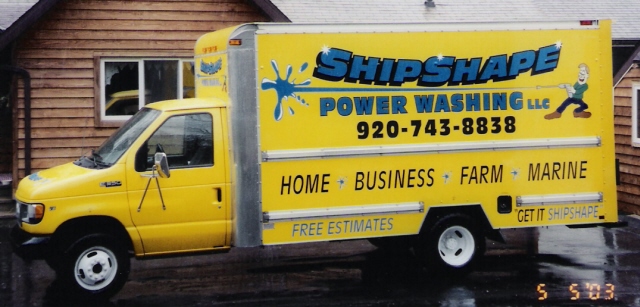 SHIPSHAPE
POWER WASHING LLC
920-743-8838
HOME BUSINESS FARM MARINE
FREE ESTIMATES
"GET IT SHIPSHAPE"
5 5'03